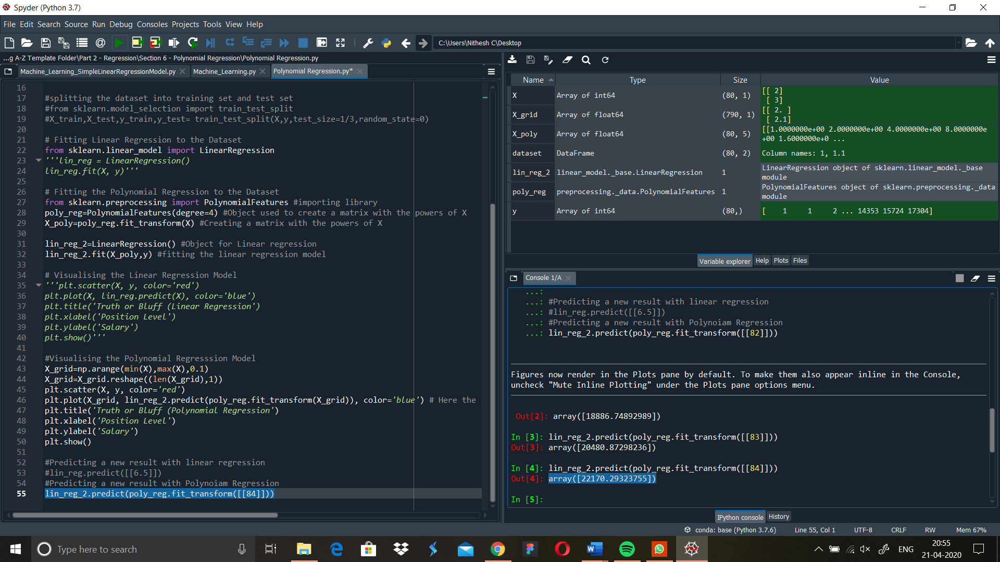 Spyder (Python 3.7)
File Edit Search Source Run Debug Consoles Projects Tools View Help
C:\Users\Nithesh C\Desktop
...g A-Z Template Folder\Part 2 - Regression\Section 6 - Polynomial Regression\Polynomial Regression.py
Machine_Learning_SimpleLinearRegressionModel.py Machine_Learning.py Polynomial Regression.py*
16
17 #splitting the dataset into training set and test set
18 #from sklearn.model_selection import train_test_split
19 #X_train,X_test,y_train,y_test= train_test_split(X,y,test_size=1/3,random_state=0)
20
21 # Fitting Linear Regression to the Dataset
22 from sklearn.linear_model import LinearRegression
23 '''lin_reg = LinearRegression()
24 lin_reg.fit(X, y)'''
25
26 # Fitting the Polynomial Regression to the Dataset
27 from sklearn.preprocessing import PolynomialFeatures #importing library
28 poly_reg=PolynomialFeatures(degree=4) #Object used to create a matrix with the powers of X
29 X_poly=poly_reg.fit_transform(X) #Creating a matrix with the powers of X
30
31 lin_reg_2=LinearRegression() #Object for Linear regression
32 lin_reg_2.fit(X_poly,y) #fitting the linear regression model
33
34 # Visualising the Linear Regression Model
35 '''plt.scatter(X, y, color='red')
36 plt.plot(X, lin_reg.predict(X), color='blue')
37 plt.title('Truth or Bluff (Linear Regression')
38 plt.xlabel('Position Level')
39 plt.ylabel('Salary')
40 plt.show()'''
41
42 #Visualising the Polynomial Regresssion Model
43 X_grid=np.arange(min(X),max(X),0.1)
44 X_grid=X_grid.reshape((len(X_grid),1))
45 plt.scatter(X, y, color='red')
46 plt.plot(X_grid, lin_reg_2.predict(poly_reg.fit_transform(X_grid)), color='blue') # Here the
47 plt.title('Truth or Bluff (Polynomial Regression')
48 plt.xlabel('Position Level')
49 plt.ylabel('Salary')
50 plt.show()
51
52 #Predicting a new result with linear regression
53 #lin_reg.predict([[6.5]])
54 #Predicting a new result with Polynoiam Regression
55 lin_reg_2.predict(poly_reg.fit_transform([[84]]))
Name Type Size Value
X Array of int64 (80, 1) [[ 2]
[ 3]
X_grid Array of float64 (790, 1) [[ 2. ]
[ 2.1]
X_poly Array of float64 (80, 5) [[1.0000000e+00 2.0000000e+00 4.0000000e+00 8.0000000e
+00 1.6000000e+0 ...
dataset DataFrame (80, 2) Column names: 1, 1.1
lin_reg_2 linear_model._base.LinearRegression 1 LinearRegression object of sklearn.linear_model._base
module
poly_reg preprocessing._data.PolynomialFeatures 1 PolynomialFeatures object of sklearn.preprocessing._data
module
y Array of int64 (80,) [ 1 1 2 ... 14353 15724 17304]
Variable explorer Help Plots Files
Console 1/A
...:
...: #Predicting a new result with linear regression
...: #lin_reg.predict([[6.5]])
...: #Predicting a new result with Polynoiam Regression
...: lin_reg_2.predict(poly_reg.fit_transform([[82]]))
Figures now render in the Plots pane by default. To make them also appear inline in the Console,
uncheck "Mute Inline Plotting" under the Plots pane options menu.
Out[2]: array([18886.74892989])
In [3]: lin_reg_2.predict(poly_reg.fit_transform([[83]]))
Out[3]: array([20480.87298236])
In [4]: lin_reg_2.predict(poly_reg.fit_transform([[84]]))
Out[4]: array([22170.29323755])
In [5]:
IPython console History
conda: base (Python 3.7.6) Line 55, Col 1 UTF-8 CRLF RW Mem 67%
Type here to search
ENG
20:55
21-04-2020